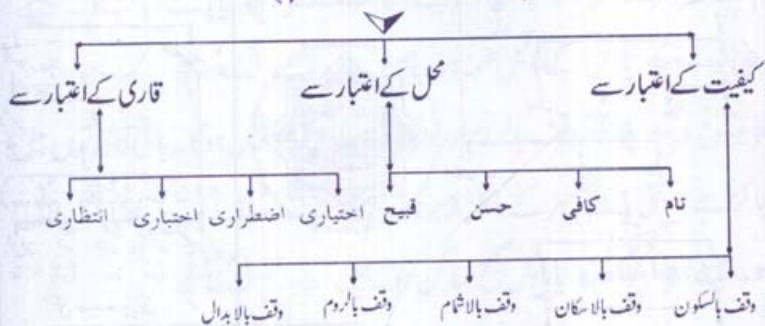 کیفیت کے اعتبار سے محل کے اعتبار سے قاری کے اعتبار سے
تام کافی حسن قبیح اختیاری اضطراری اختباری انتظاری
وقف بالسکون وقف بالاسکان وقف بالاشمام وقف بالروم وقف بالابدال